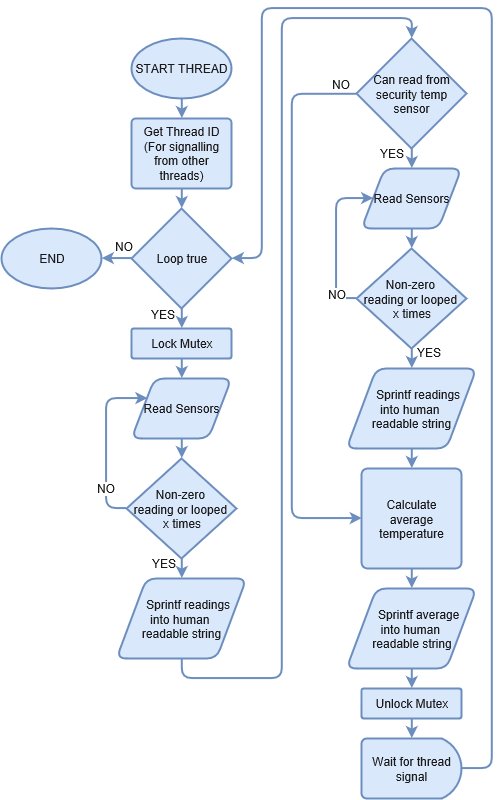 START THREAD
Get Thread ID
(For signalling
from other
threads)
Loop true
NO
END
YES
Lock Mutex
Read Sensors
Non-zero
reading or looped
x times
NO
YES
Sprintf readings
into human
readable string
Can read from
security temp
sensor
NO
YES
Read Sensors
Non-zero
reading or looped
x times
NO
YES
Sprintf readings
into human
readable string
Calculate
average
temperature
Sprintf average
into human
readable string
Unlock Mutex
Wait for thread
signal